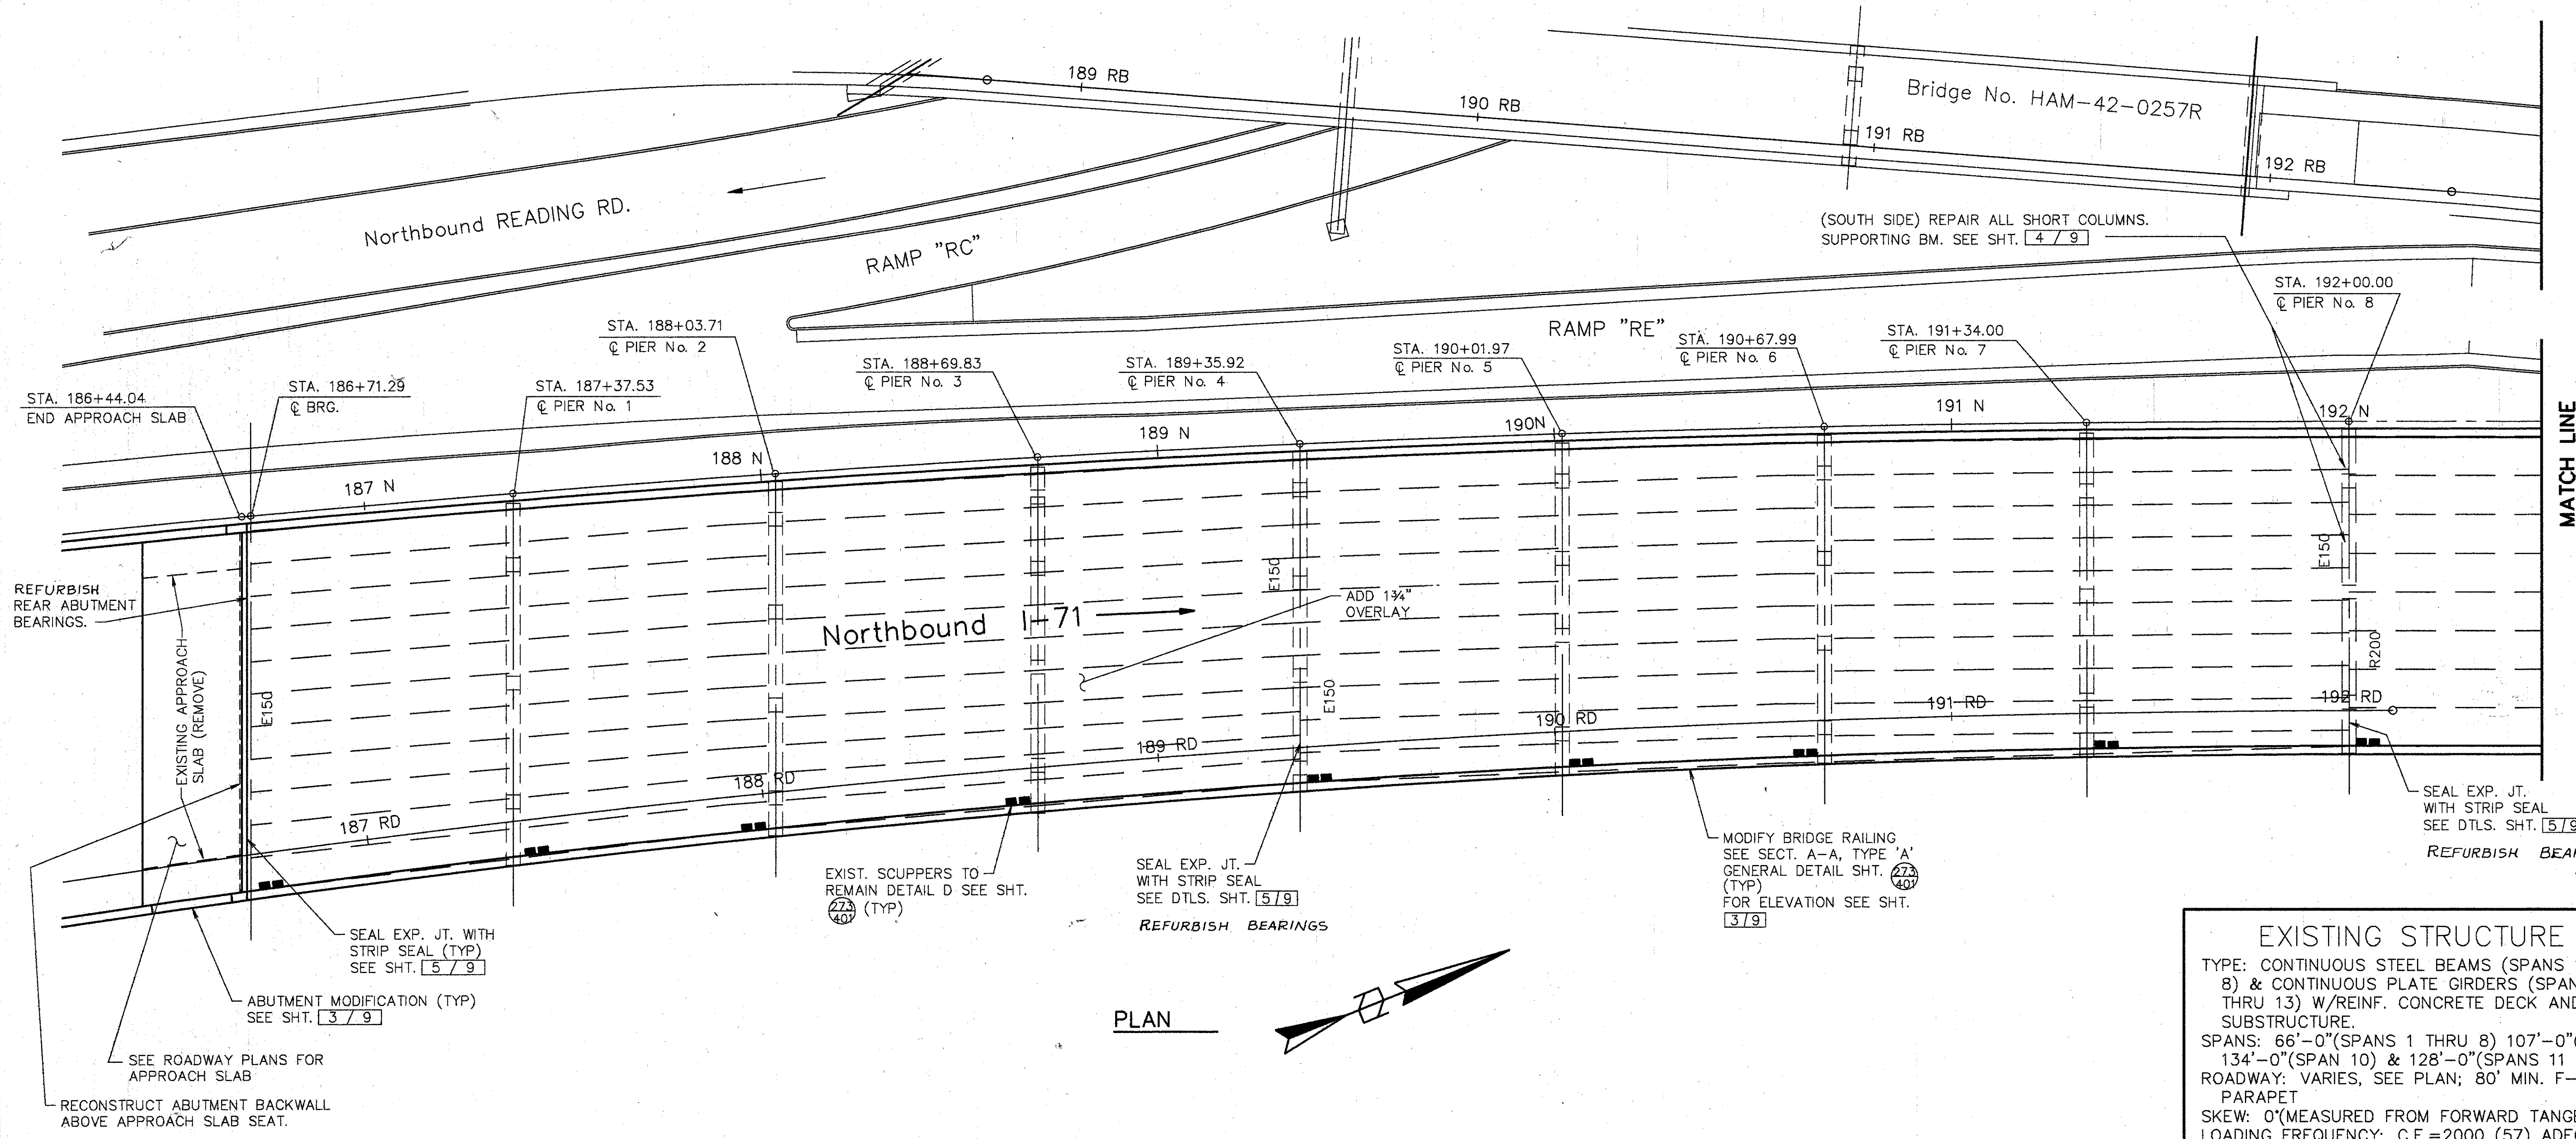 189 RB
190 RB
Bridge No. HAM-42-0257R
191 RB
192 RB
Northbound READING RD.
RAMP "RC"
(SOUTH SIDE) REPAIR ALL SHORT COLUMNS.
SUPPORTING BM. SEE SHT. 4 / 9
STA. 192+00.00
℄ PIER No. 8
RAMP "RE"
STA. 188+03.71
℄ PIER No. 2
STA. 188+69.83
℄ PIER No. 3
STA. 189+35.92
℄ PIER No. 4
STA. 190+01.97
℄ PIER No. 5
STA. 190+67.99
℄ PIER No. 6
STA. 191+34.00
℄ PIER No. 7
STA. 186+44.04
END APPROACH SLAB
STA. 186+71.29
℄ BRG.
STA. 187+37.53
℄ PIER No. 1
187 N
188 N
189 N
190N
191 N
192 N
MATCH LINE
REFURBISH
REAR ABUTMENT
BEARINGS.
EXISTING APPROACH
SLAB (REMOVE)
E150
Northbound I-71
E150
E150
ADD 1¾"
OVERLAY
E150
R200
187 RD
188 RD
189 RD
190 RD
191 RD
192 RD
EXIST. SCUPPERS TO
REMAIN DETAIL D SEE SHT.
273
401 (TYP)
SEAL EXP. JT.
WITH STRIP SEAL
SEE DTLS. SHT. 5/9
REFURBISH BEARINGS
MODIFY BRIDGE RAILING
SEE SECT. A-A, TYPE 'A'
GENERAL DETAIL SHT. 273
401
(TYP)
FOR ELEVATION SEE SHT.
3/9
SEAL EXP. JT.
WITH STRIP SEAL
SEE DTLS. SHT. 5/9
REFURBISH
SEAL EXP. JT. WITH
STRIP SEAL (TYP)
SEE SHT. 5 / 9
ABUTMENT MODIFICATION (TYP)
SEE SHT. 3 / 9
SEE ROADWAY PLANS FOR
APPROACH SLAB
RECONSTRUCT ABUTMENT BACKWALL
ABOVE APPROACH SLAB SEAT.
PLAN
EXISTING STRUCTURE
TYPE: CONTINUOUS STEEL BEAMS (SPANS
8) & CONTINUOUS PLATE GIRDERS (SPAN
THRU 13) W/REINF. CONCRETE DECK AND
SUBSTRUCTURE.
SPANS: 66'-0"(SPANS 1 THRU 8) 107'-0"
134'-0"(SPAN 10) & 128'-0"(SPANS 11
ROADWAY: VARIES, SEE PLAN; 80' MIN. F-
PARAPET
SKEW: 0°(MEASURED FROM FORWARD
LOADING FREQUENCY: C.F.=2000 (57)